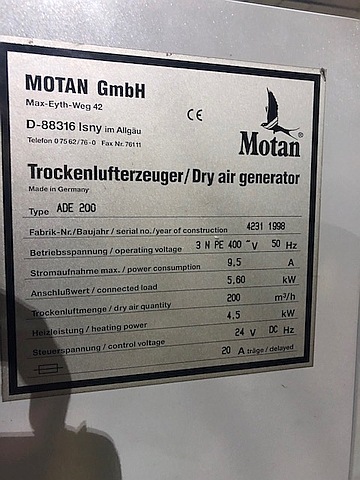 MOTAN GmbH
Max-Eyth-Weg 42
D-88316 Isny im Allgäu
Telefon 0 75 62/76-0 Fax Nr. 76111
CE
Motan
Trockenlufterzeuger/Dry air generator
Made in Germany
Type ADE 200
Fabrik-Nr./Baujahr / serial no./year of construction 4231 1998
Betriebsspannung / operating voltage 3 N PE 400 ~ V 50 Hz
Stromaufnahme max. / power consumption 9,5 A
Anschlußwert / connected load 5,60 kW
Trockenluftmenge / dry air quantity 200 m³/h
Heizleistung / heating power 4,5 kW
Steuerspannung / control voltage 24 V DC Hz
20 A träge / delayed